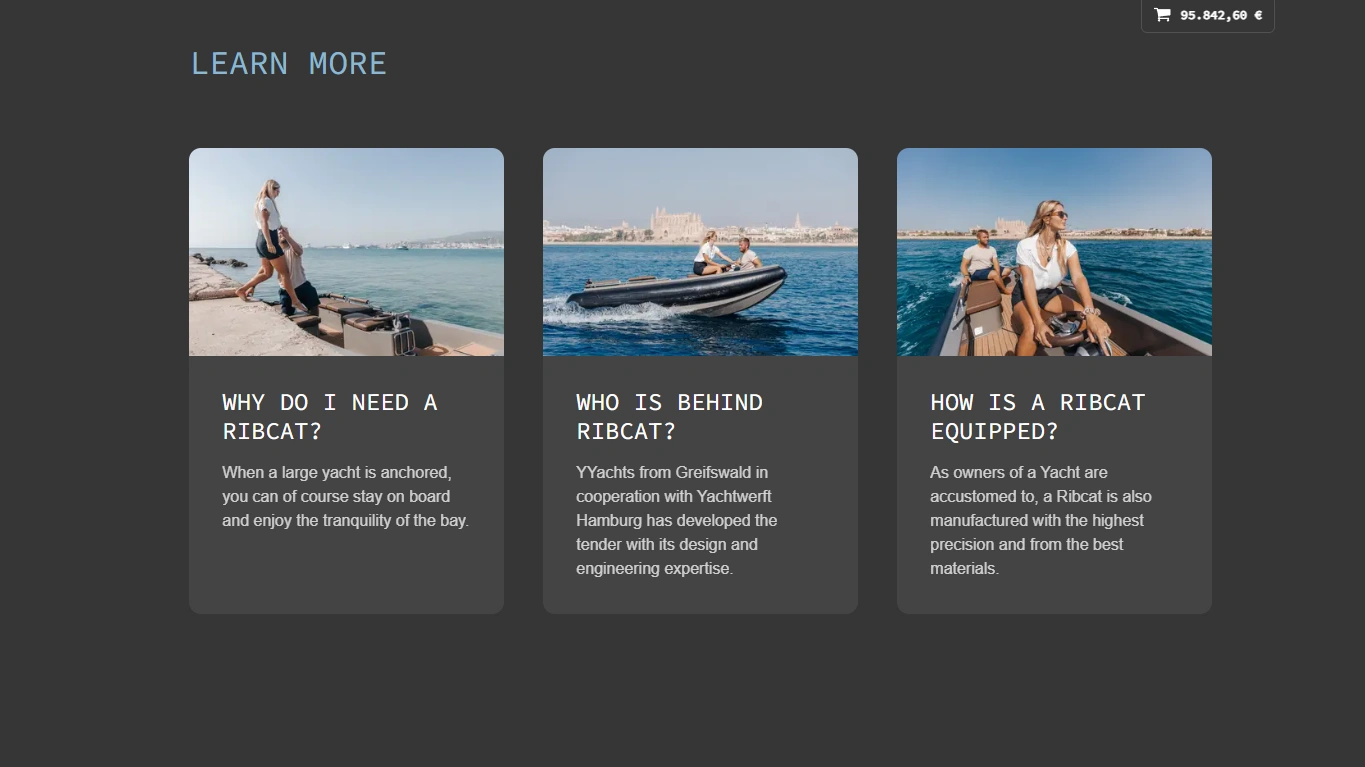 95.842,60 €
LEARN MORE
WHY DO I NEED A
RIBCAT?
When a large yacht is anchored,
you can of course stay on board
and enjoy the tranquility of the bay.
WHO IS BEHIND
RIBCAT?
YYachts from Greifswald in
cooperation with Yachtwerft
Hamburg has developed the
tender with its design and
engineering expertise.
HOW IS A RIBCAT
EQUIPPED?
As owners of a Yacht are
accustomed to, a Ribcat is also
manufactured with the highest
precision and from the best
materials.